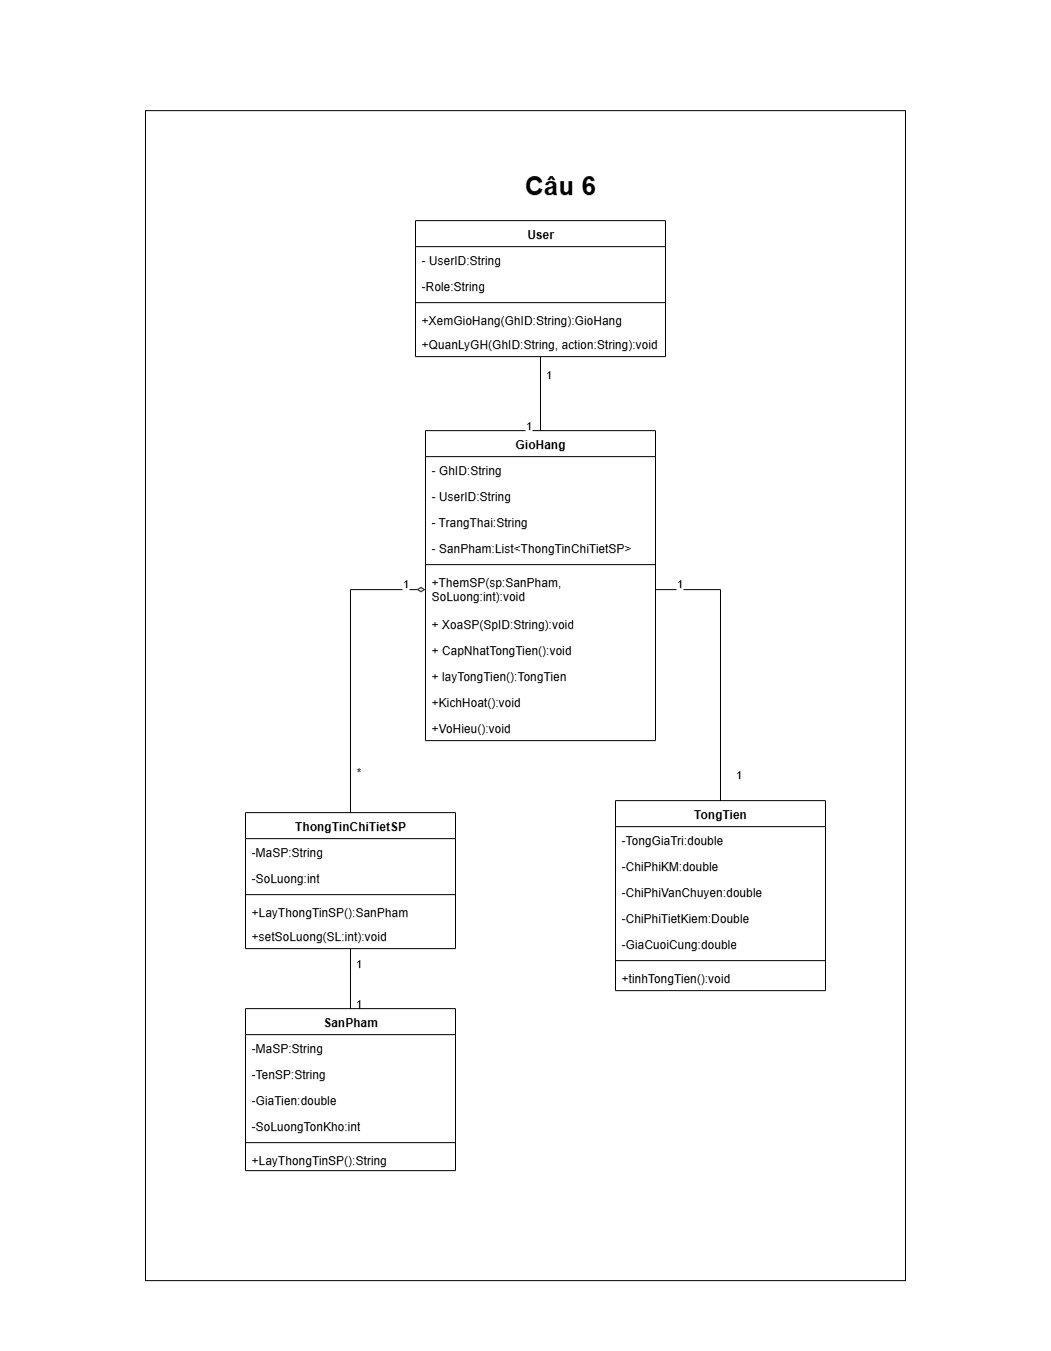 Câu 6
User
- UserID:String
-Role:String
+XemGioHang(GhID:String):GioHang
+QuanLyGH(GhID:String, action:String):void
1
1
GioHang
- GhID:String
- UserID:String
- TrangThai:String
- SanPham:List<ThongTinChiTietSP>
+ThemSP(sp:SanPham,
SoLuong:int):void
+ XoaSP(SpID:String):void
+ CapNhatTongTien():void
+ layTongTien():TongTien
+KichHoat():void
+VoHieu():void
1
1
*
1
ThongTinChiTietSP
-MaSP:String
-SoLuong:int
+LayThongTinSP():SanPham
+setSoLuong(SL:int):void
TongTien
-TongGiaTri:double
-ChiPhiKM:double
-ChiPhiVanChuyen:double
-ChiPhiTietKiem:Double
-GiaCuoiCung:double
+tinhTongTien():void
1
1
SanPham
-MaSP:String
-TenSP:String
-GiaTien:double
-SoLuongTonKho:int
+LayThongTinSP():String